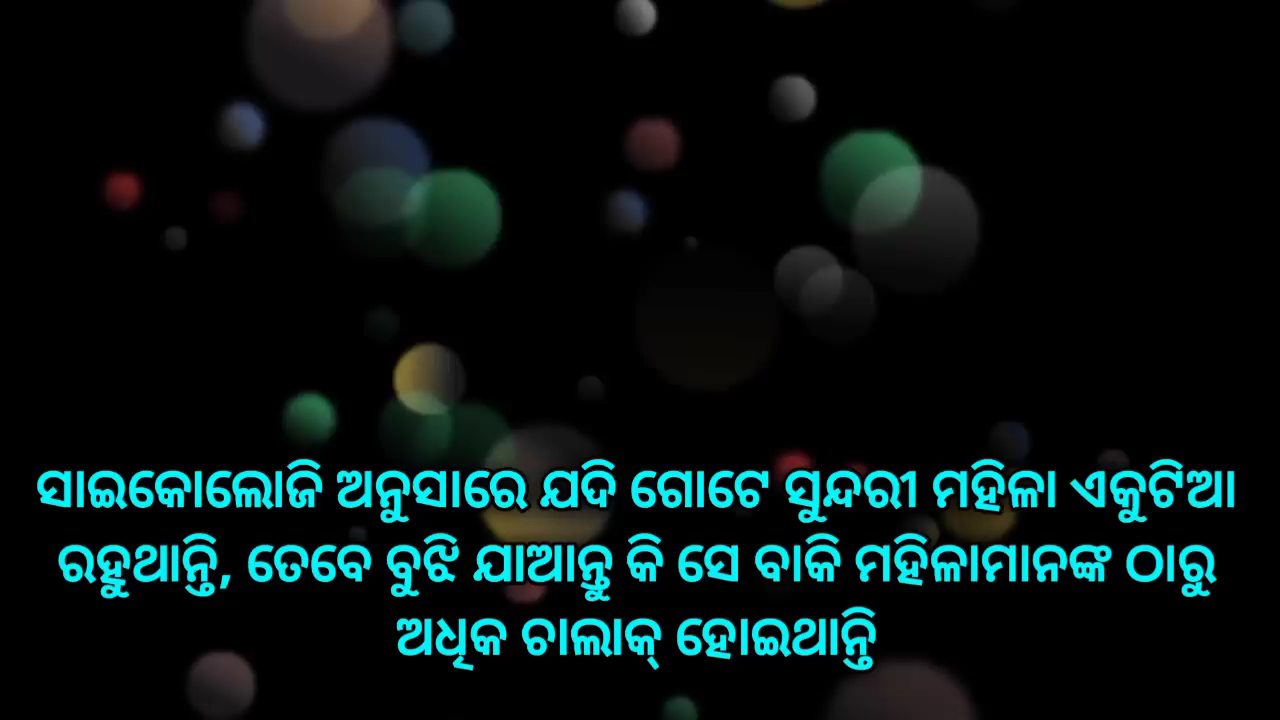 ସାଇକୋଲୋଜି ଅନୁସାରେ ଯଦି ଗୋଟେ ସୁନ୍ଦରୀ ମହିଳା ଏକୁଟିଆ
ରହୁଥାନ୍ତି, ତେବେ ବୁଝି ଯାଆନ୍ତୁ କି ସେ ବାକି ମହିଳାମାନଙ୍କ ଠାରୁ
ଅଧିକ ଚାଲାକ୍ ହୋଇଥାନ୍ତି